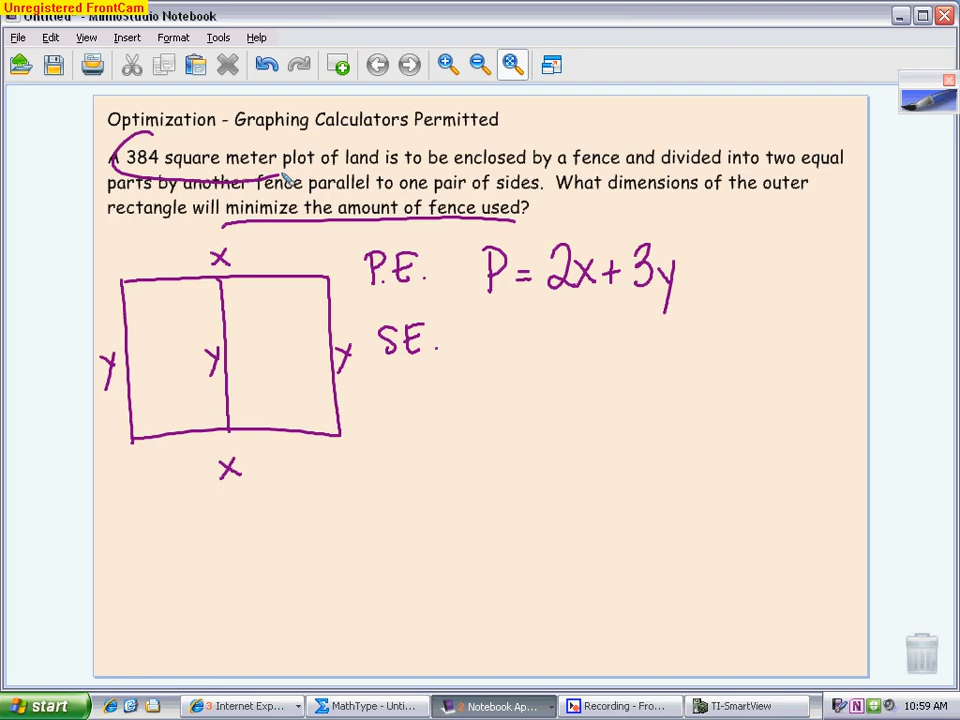 Unregistered FrontCam
Untitled* - MimioStudio Notebook
File Edit View Insert Format Tools Help
Optimization - Graphing Calculators Permitted
A 384 square meter plot of land is to be enclosed by a fence and divided into two equal
parts by another fence parallel to one pair of sides. What dimensions of the outer
rectangle will minimize the amount of fence used?
x
P.E. P = 2x + 3y
S.E.
y y y
x
start 3 Internet Exp... MathType - Unti... 2 Notebook Ap... Recording - Fro... TI-SmartView 10:59 AM